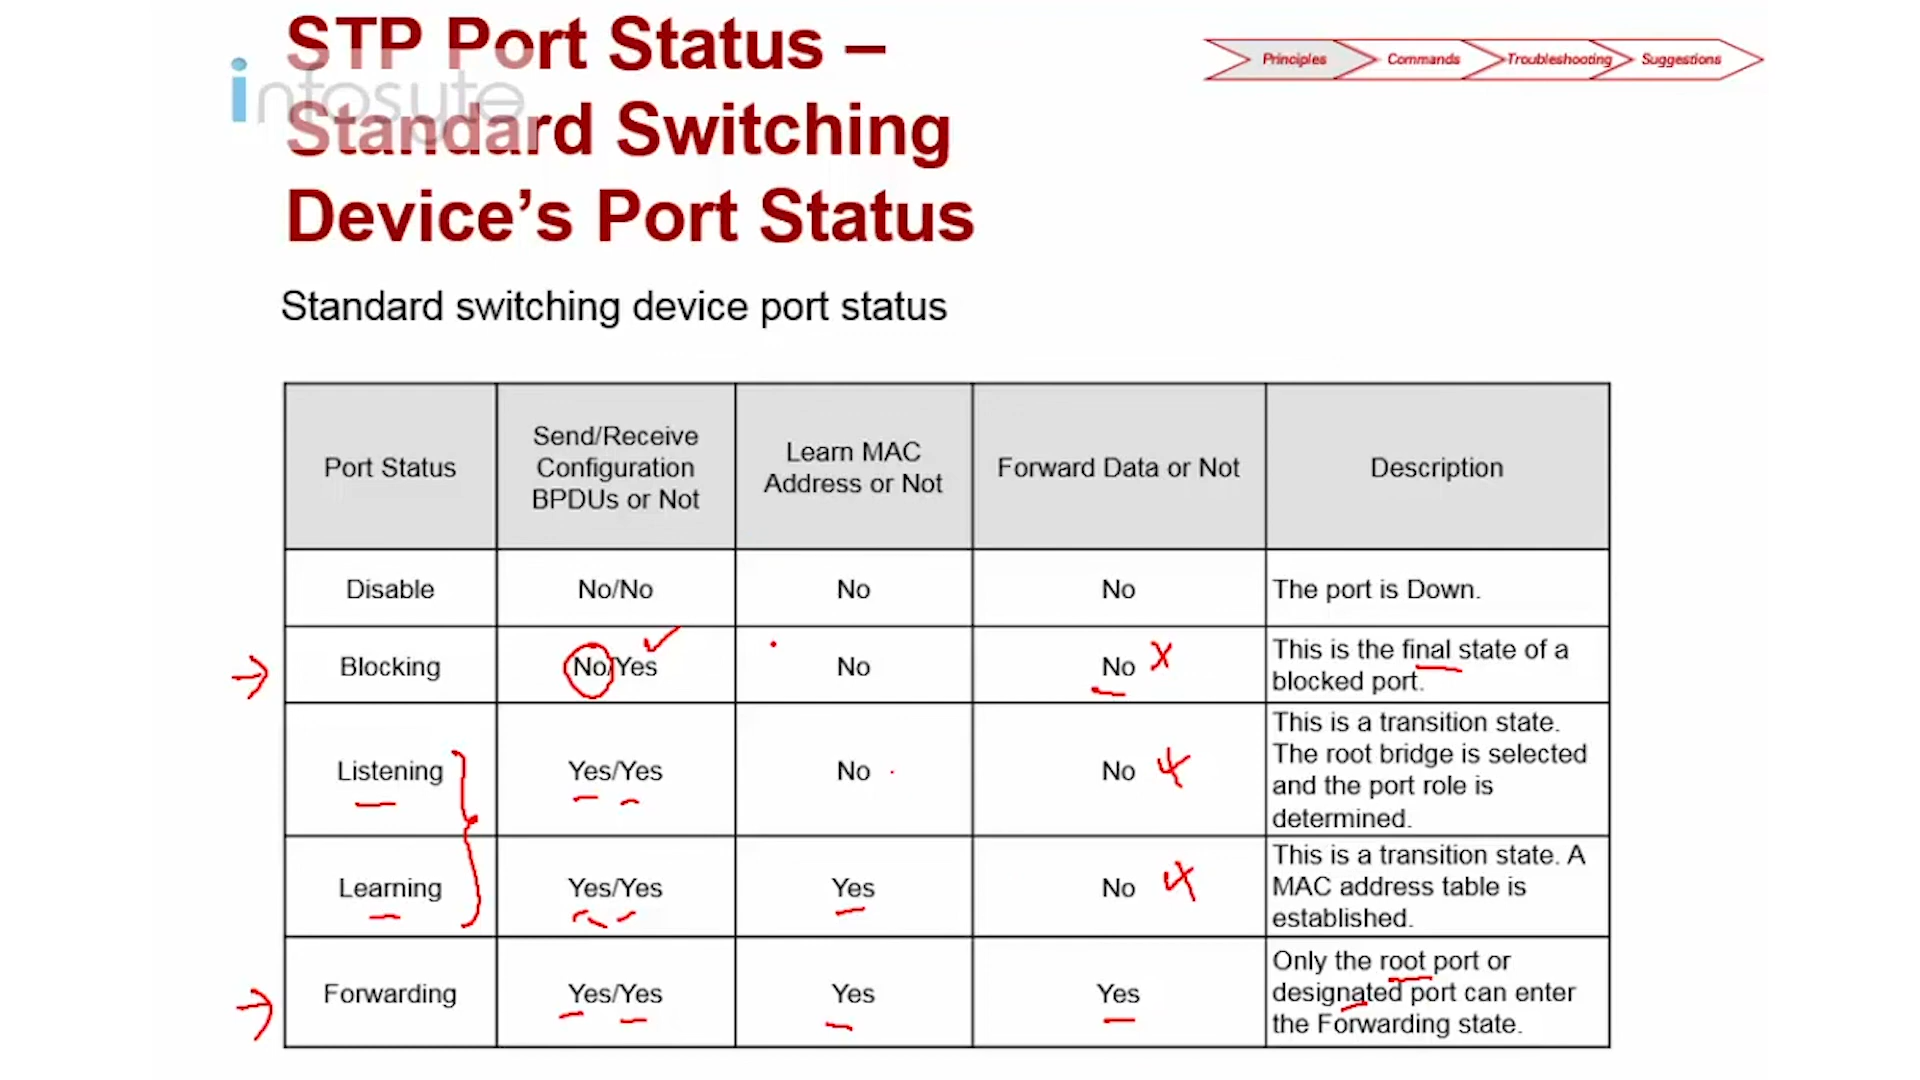 STP Port Status –
Standard Switching
Device’s Port Status
infosyte
Principles
Commands
Troubleshooting
Suggestions
Standard switching device port status
Port Status
Send/Receive
Configuration
BPDUs or Not
Learn MAC
Address or Not
Forward Data or Not
Description
Disable
No/No
No
No
The port is Down.
Blocking
No/Yes
No
No
This is the final state of a
blocked port.
Listening
Yes/Yes
No
No
This is a transition state.
The root bridge is selected
and the port role is
determined.
Learning
Yes/Yes
Yes
No
This is a transition state. A
MAC address table is
established.
Forwarding
Yes/Yes
Yes
Yes
Only the root port or
designated port can enter
the Forwarding state.